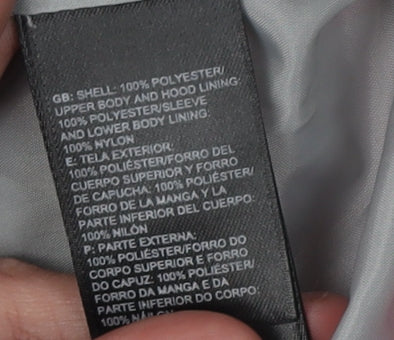 GB: SHELL: 100% POLYESTER/
UPPER BODY AND HOOD LINING:
100% POLYESTER/SLEEVE
AND LOWER BODY LINING:
100% NYLON
E: TELA EXTERIOR:
100% POLIÉSTER/FORRO DEL
CUERPO SUPERIOR Y FORRO
DE CAPUCHA: 100% POLIÉSTER/
FORRO DE LA MANGA Y LA
PARTE INFERIOR DEL CUERPO:
100% NILÓN
P: PARTE EXTERNA:
100% POLIÉSTER/FORRO DO
CORPO SUPERIOR E FORRO
DO CAPUZ: 100% POLIÉSTER/
FORRO DA MANGA E DA
PARTE INFERIOR DO CORPO:
100%